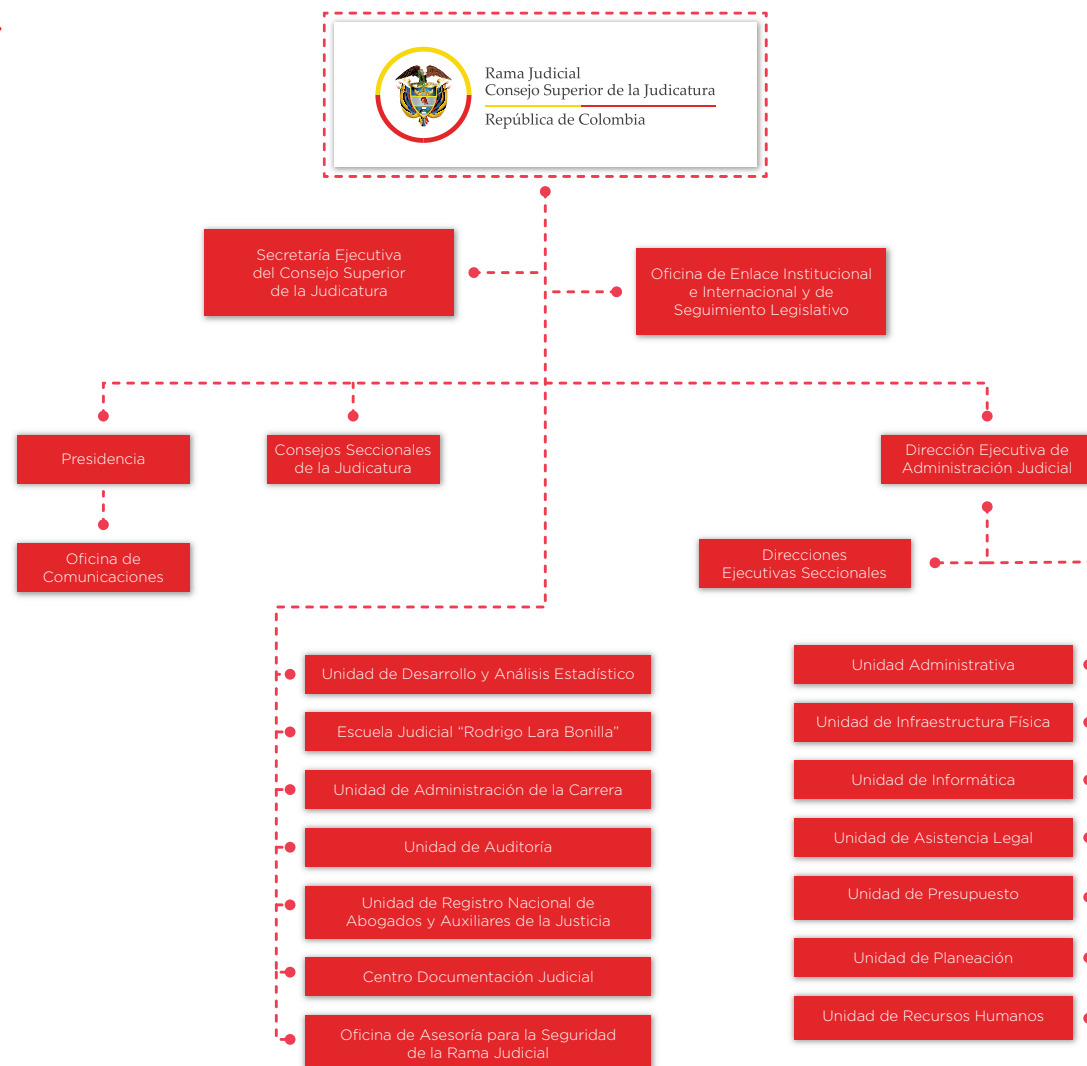 Rama Judicial
Consejo Superior de la Judicatura
República de Colombia
Secretaría Ejecutiva
del Consejo Superior
de la Judicatura
Oficina de Enlace Institucional
e Internacional y de
Seguimiento Legislativo
Presidencia
Consejos Seccionales
de la Judicatura
Dirección Ejecutiva de
Administración Judicial
Oficina de
Comunicaciones
Direcciones
Ejecutivas Seccionales
Unidad de Desarrollo y Análisis Estadístico
Escuela Judicial “Rodrigo Lara Bonilla”
Unidad de Administración de la Carrera
Unidad de Auditoría
Unidad de Registro Nacional de
Abogados y Auxiliares de la Justicia
Centro Documentación Judicial
Oficina de Asesoría para la Seguridad
de la Rama Judicial
Unidad Administrativa
Unidad de Infraestructura Física
Unidad de Informática
Unidad de Asistencia Legal
Unidad de Presupuesto
Unidad de Planeación
Unidad de Recursos Humanos